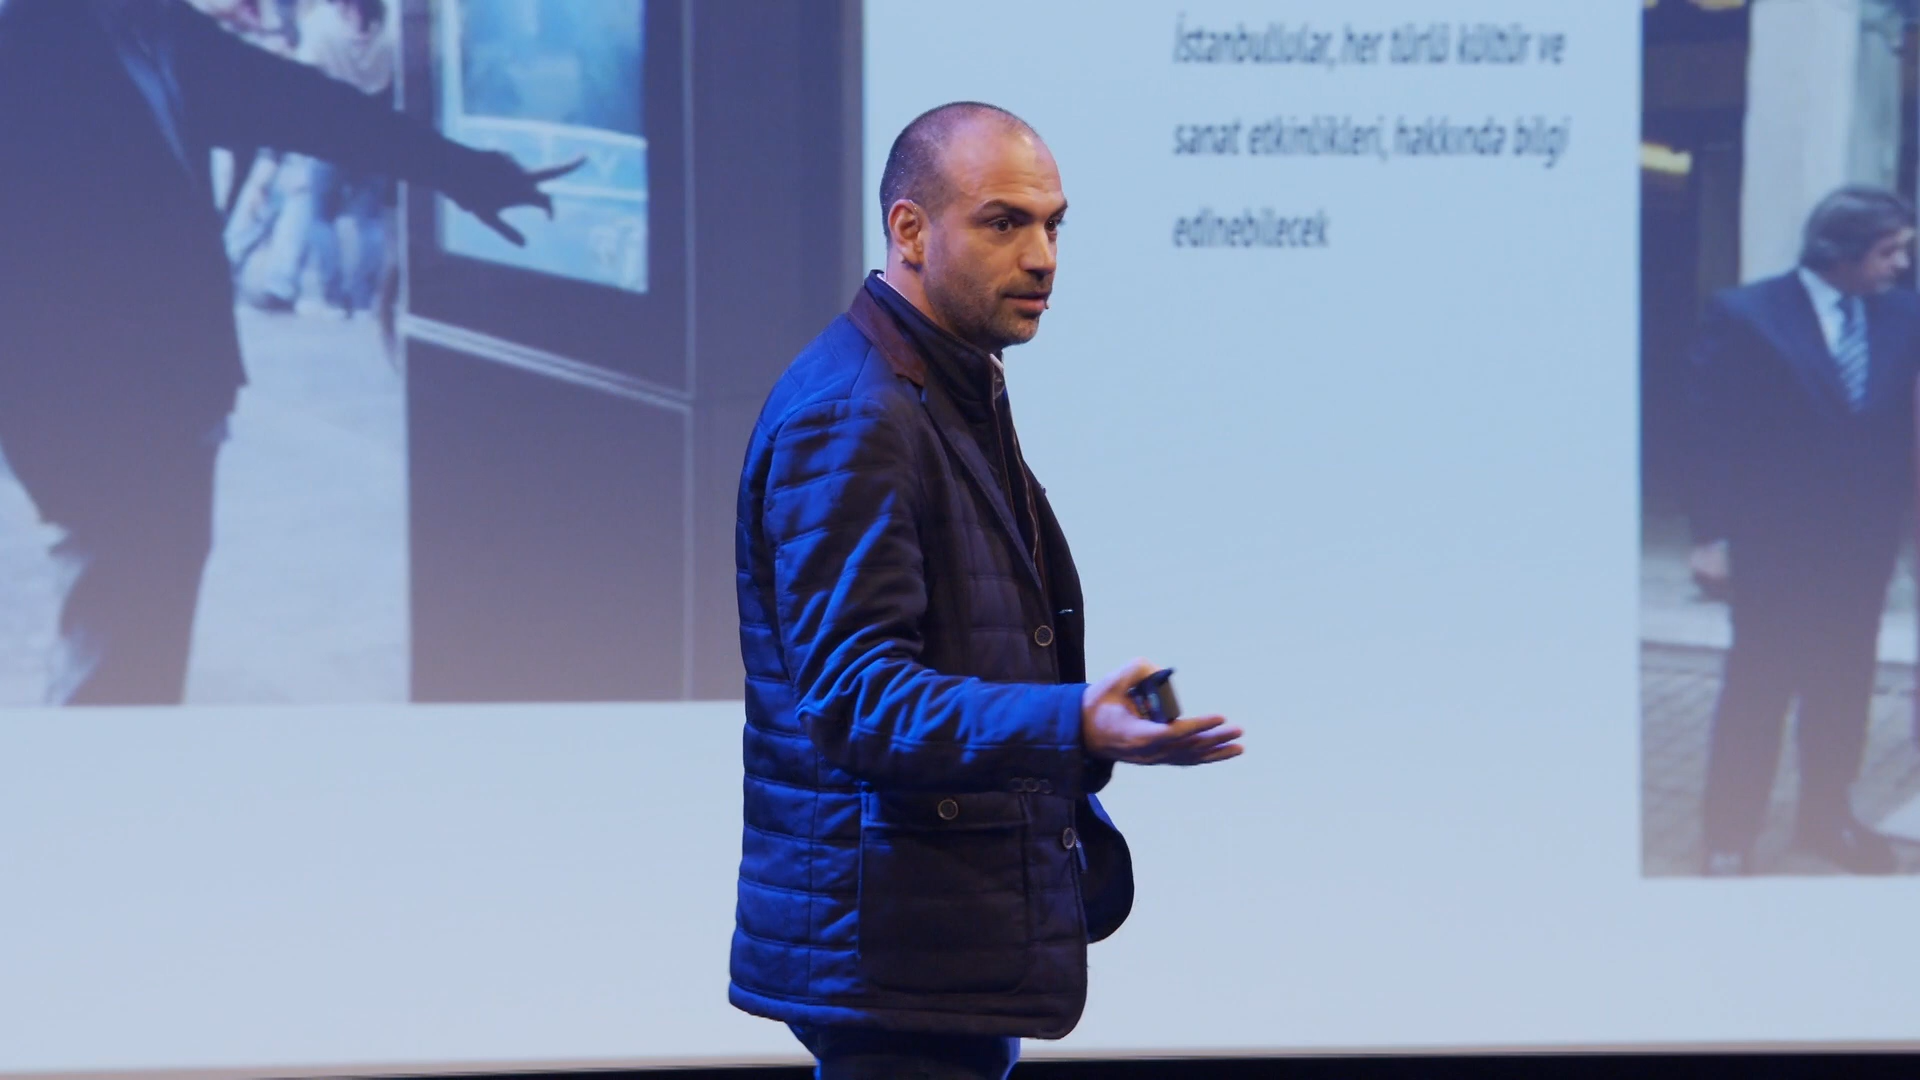 İstanbullular, her türlü kültür ve
sanat etkinlikleri, hakkında bilgi
edinebilecek